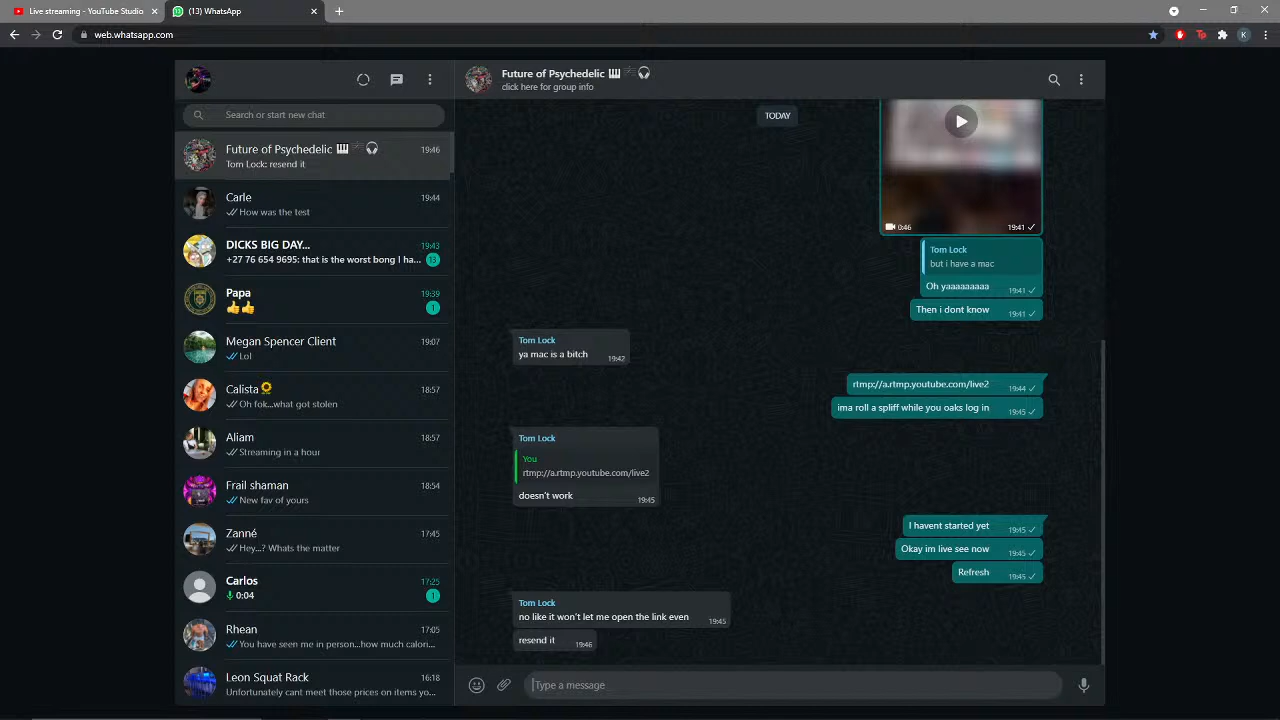 Live streaming - YouTube Studio
(13) WhatsApp
web.whatsapp.com
K
Search or start new chat
Future of Psychedelic 🎹🎼🎧 19:46
Tom Lock: resend it
Carle 19:44
How was the test
DICKS BIG DAY... 19:43
+27 76 654 9695: that is the worst bong I ha... 13
Papa 19:39
👍👍 1
Megan Spencer Client 19:07
Lol
Calista🌻 18:57
Oh fok...what got stolen
Aliam 18:57
Streaming in a hour
Frail shaman 18:54
New fav of yours
Zanné 17:45
Hey...? Whats the matter
Carlos 17:25
0:04 1
Rhean 17:05
You have seen me in person...how much calori...
Leon Squat Rack 16:18
Unfortunately cant meet those prices on items yo...
Future of Psychedelic 🎹🎼🎧
click here for group info
TODAY
0:46 19:41
Tom Lock
but i have a mac
Oh yaaaaaaaaa 19:41
Then i dont know 19:41
Tom Lock
ya mac is a bitch 19:42
rtmp://a.rtmp.youtube.com/live2 19:44
ima roll a spliff while you oaks log in 19:45
Tom Lock
You
rtmp://a.rtmp.youtube.com/live2
doesn't work 19:45
I havent started yet 19:45
Okay im live see now 19:45
Refresh 19:45
Tom Lock
no like it won't let me open the link even 19:45
resend it 19:46
Type a message